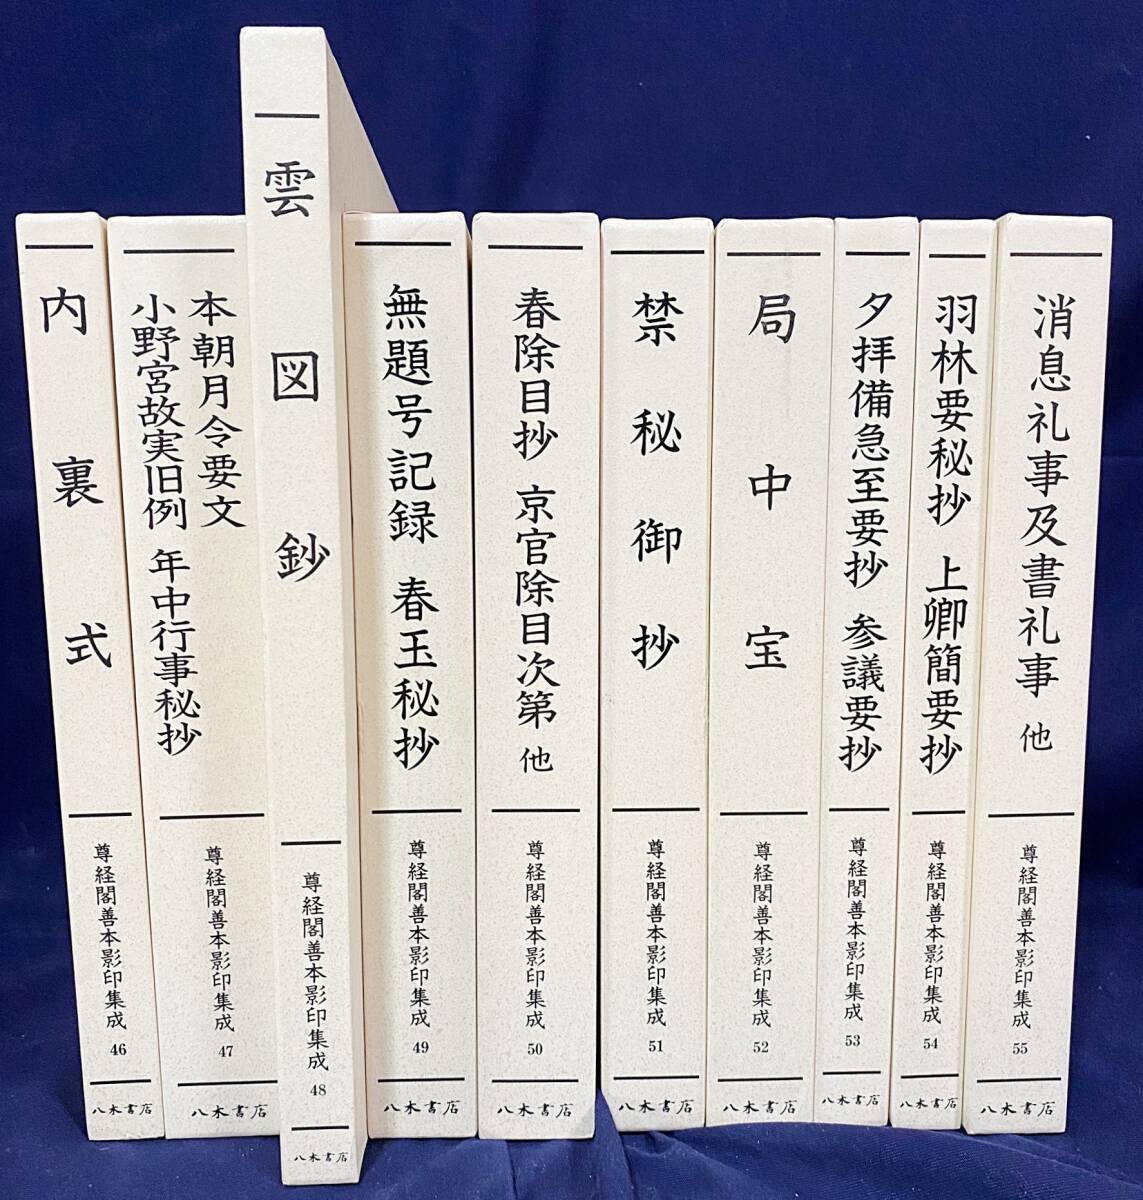 内裏式
尊経閣善本影印集成
46
八木書店
本朝月令要文
小野宮故実旧例 年中行事秘抄
尊経閣善本影印集成
47
八木書店
雲図鈔
尊経閣善本影印集成
48
八木書店
無題号記録 春玉秘抄
尊経閣善本影印集成
49
八木書店
春除目抄 京官除目次第 他
尊経閣善本影印集成
50
八木書店
禁秘御抄
尊経閣善本影印集成
51
八木書店
局中宝
尊経閣善本影印集成
52
八木書店
夕拝備急至要抄 参議要抄
尊経閣善本影印集成
53
八木書店
羽林要秘抄 上卿簡要抄
尊経閣善本影印集成
54
八木書店
消息礼事及書礼事 他
尊経閣善本影印集成
55
八木書店